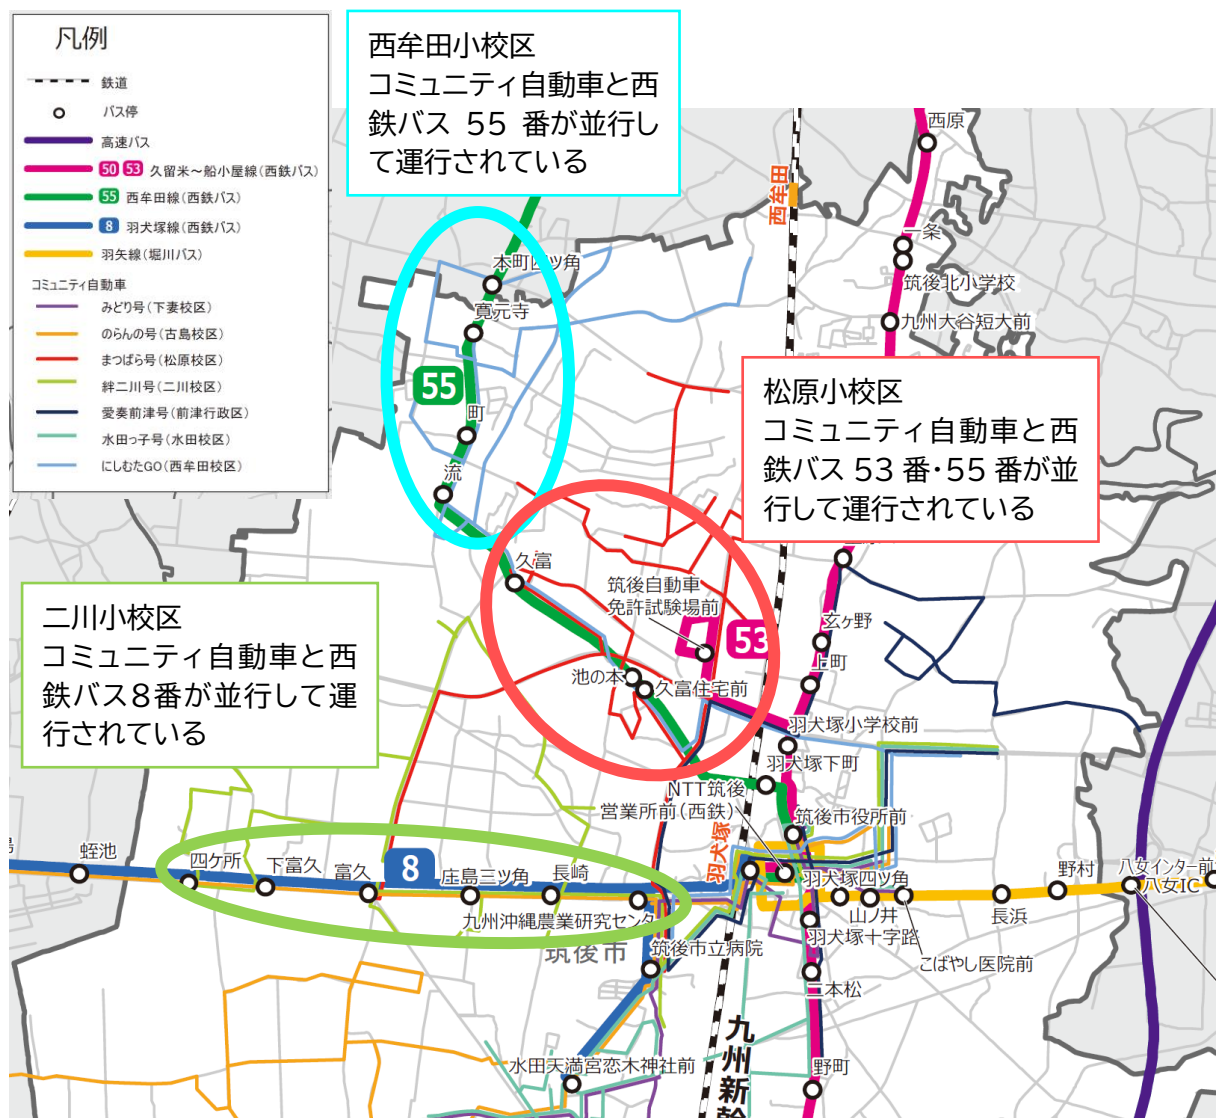 凡例
鉄道
バス停
高速バス
50 53 久留米～船小屋線(西鉄バス)
55 西牟田線(西鉄バス)
8 羽犬塚線(西鉄バス)
羽矢線(堀川バス)
コミュニティ自動車
みどり号(下妻校区)
のらんの号(古島校区)
まつばら号(松原校区)
絆二川号(二川校区)
愛奏前津号(前津行政区)
水田っ子号(水田校区)
にしむたGO(西牟田校区)
西牟田小校区
コミュニティ自動車と西
鉄バス 55 番が並行し
て運行されている
西牟田
西原
一条
筑後北小学校
九州大谷短大前
本町四ツ角
寛元寺
55
町
流
松原小校区
コミュニティ自動車と西
鉄バス 53 番・55 番が並
行して運行されている
久富
筑後自動車
免許試験場前
53
玄ヶ野
上町
池の本
久富住宅前
羽犬塚小学校前
羽犬塚下町
二川小校区
コミュニティ自動車と西
鉄バス8番が並行して運
行されている
NTT筑後
営業所前(西鉄)
筑後市役所前
羽犬塚
蛭池
四ケ所
下富久
富久
8
庄島三ツ角
長崎
九州沖縄農業研究センタ
羽犬塚四ツ角
山ノ井
羽犬塚十字路
こばやし医院前
長浜
野村
八女インター前
八女IC
筑後市
筑後市立病院
二本松
水田天満宮恋木神社前
野町
九州新幹